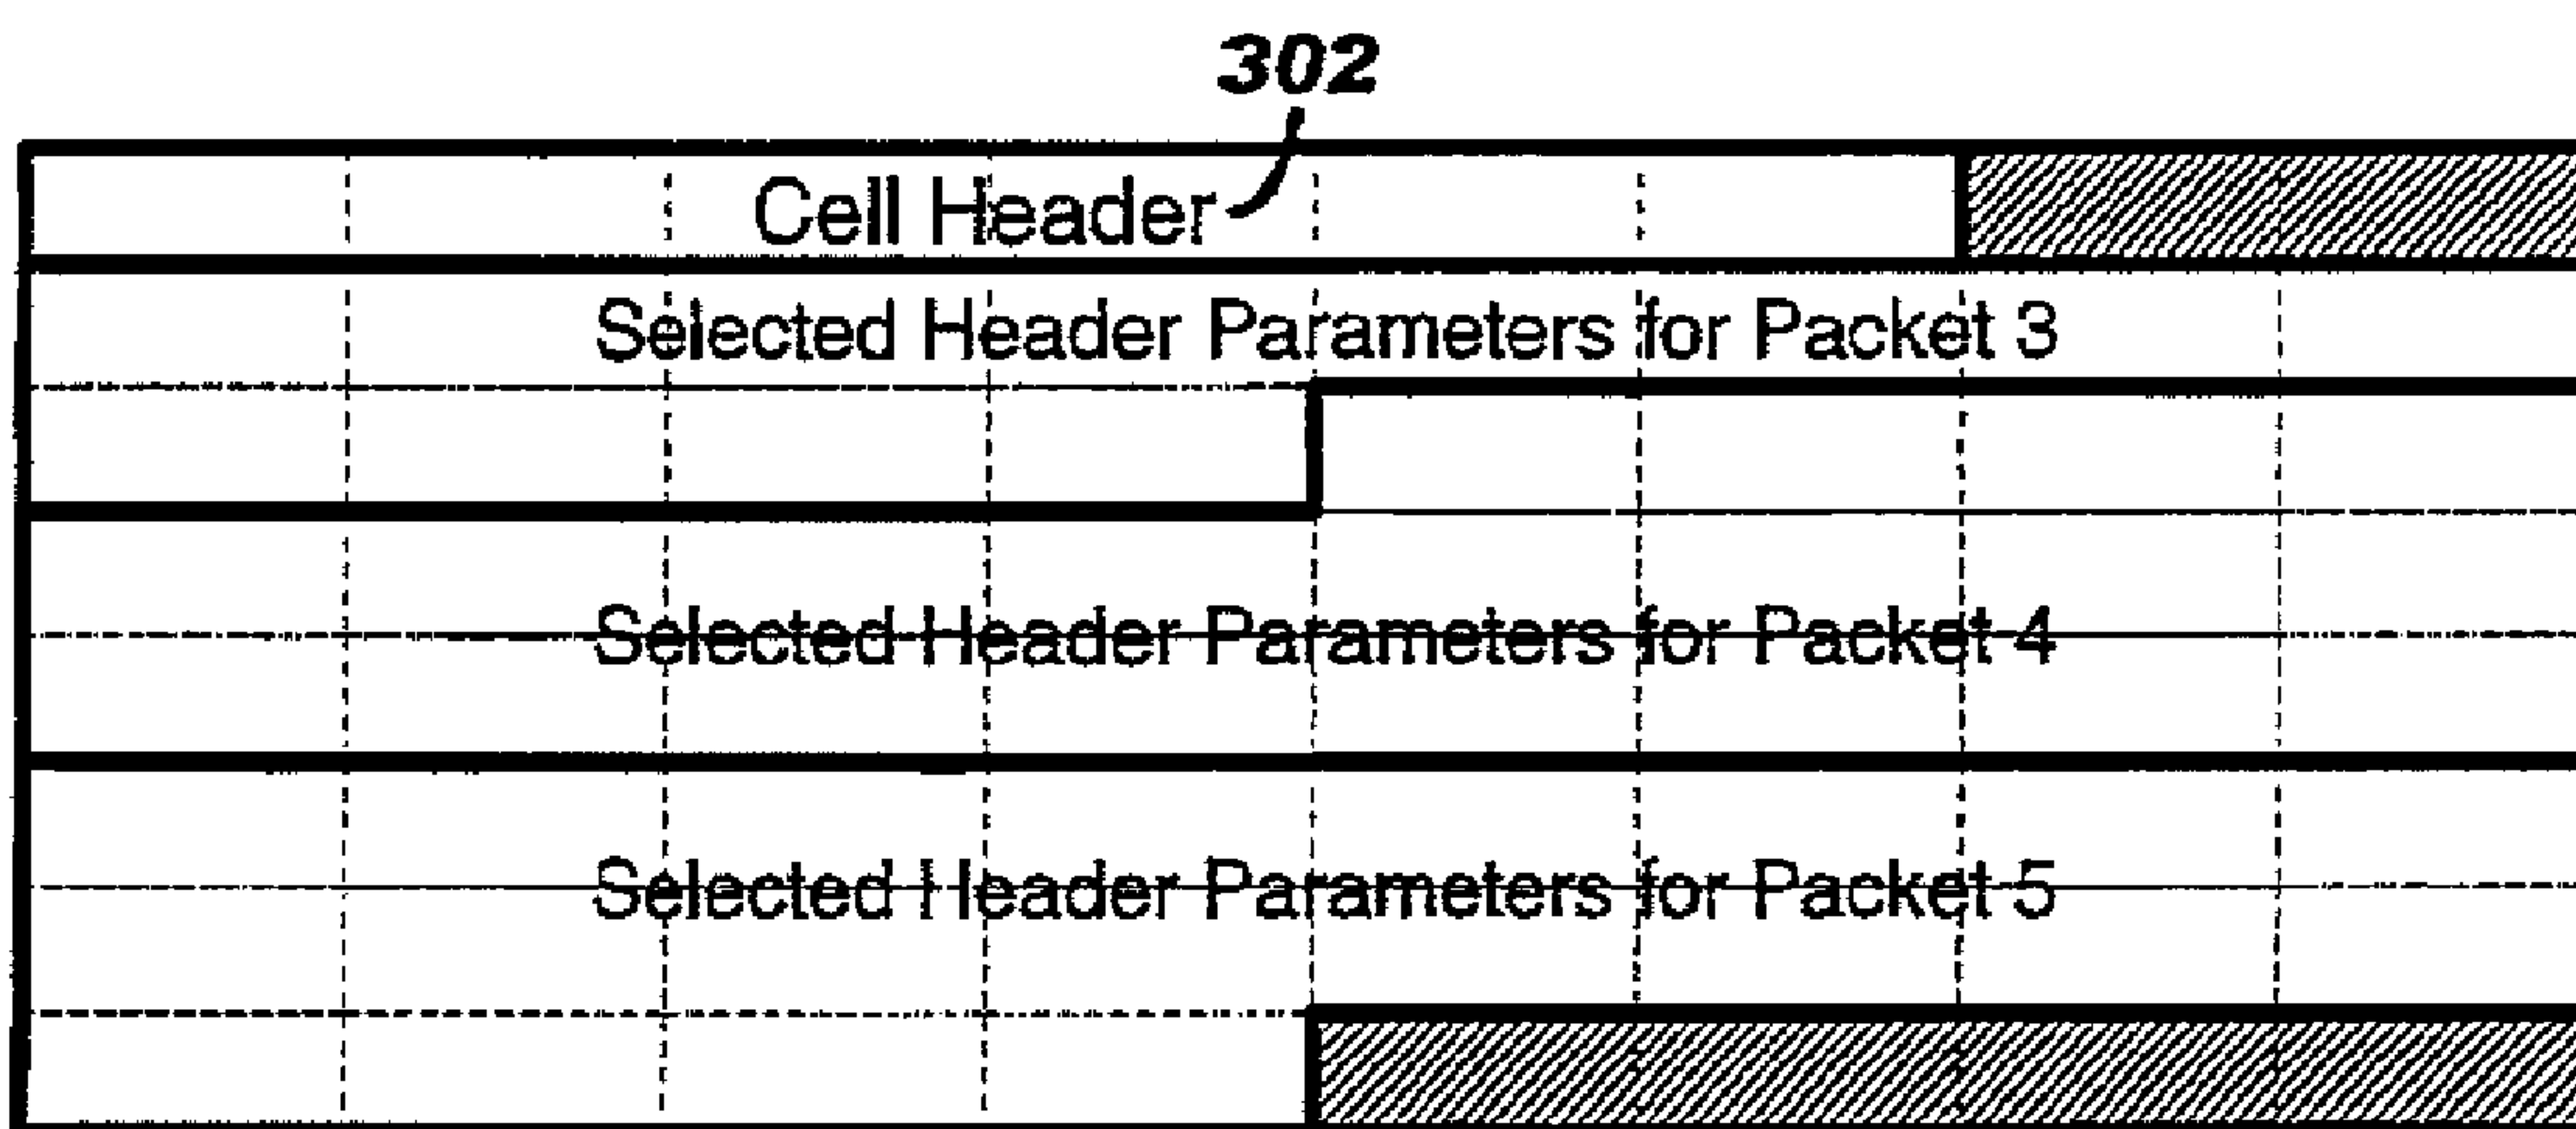 302
Cell Header
Selected Header Parameters for Packet 3
Selected Header Parameters for Packet 4
Selected Header Parameters for Packet 5